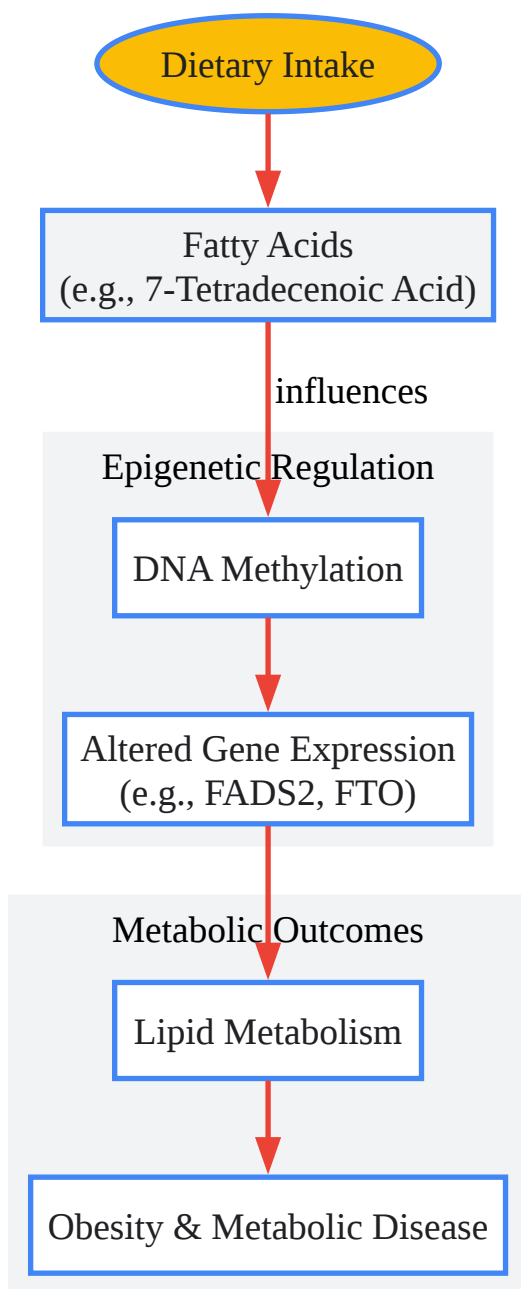 Dietary Intake
Fatty Acids
(e.g., 7-Tetradecenoic Acid)
influences
Epigenetic Regulation
DNA Methylation
Altered Gene Expression
(e.g., FADS2, FTO)
Metabolic Outcomes
Lipid Metabolism
Obesity & Metabolic Disease